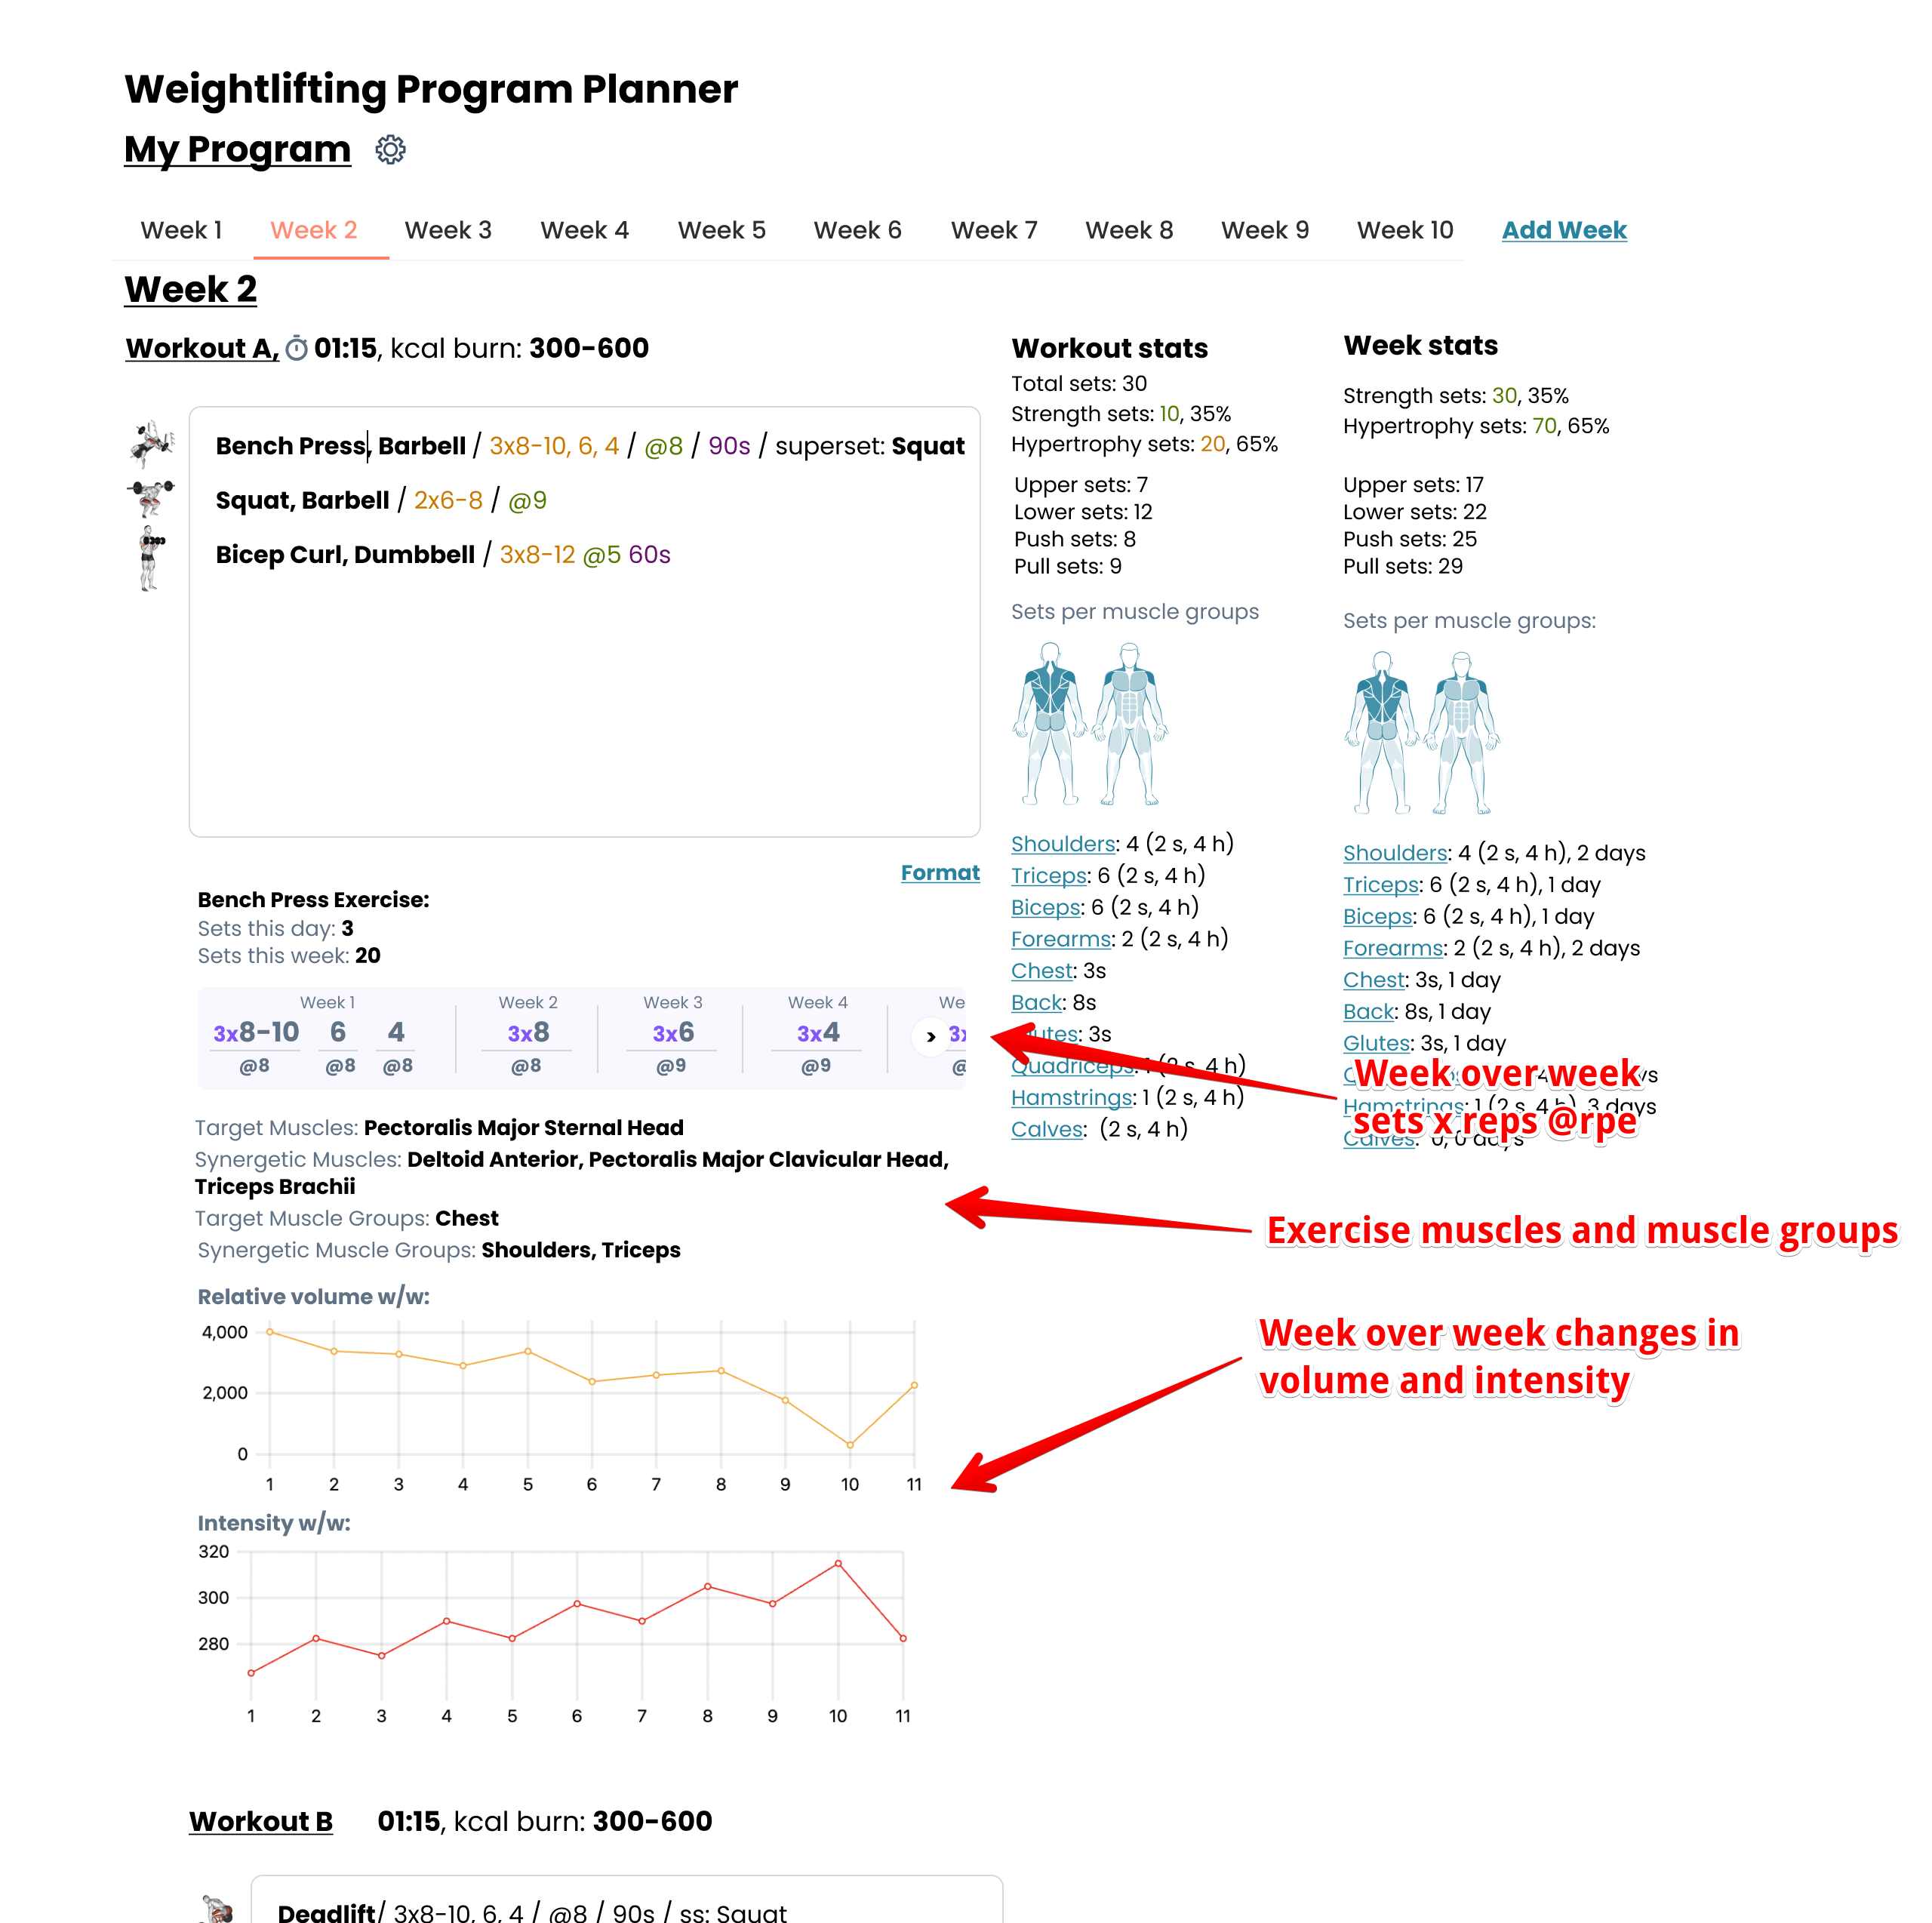 Weightlifting Program Planner
My Program
Week 1 Week 2 Week 3 Week 4 Week 5 Week 6 Week 7 Week 8 Week 9 Week 10 Add Week
Week 2
Workout A, 01:15, kcal burn: 300-600
Bench Press, Barbell / 3x8-10, 6, 4 / @8 / 90s / superset: Squat
Squat, Barbell / 2x6-8 / @9
Bicep Curl, Dumbbell / 3x8-12 @5 60s
Format
Workout stats
Total sets: 30
Strength sets: 10, 35%
Hypertrophy sets: 20, 65%
Upper sets: 7
Lower sets: 12
Push sets: 8
Pull sets: 9
Sets per muscle groups
Shoulders: 4 (2 s, 4 h)
Triceps: 6 (2 s, 4 h)
Biceps: 6 (2 s, 4 h)
Forearms: 2 (2 s, 4 h)
Chest: 3s
Back: 8s
Glutes: 3s
Quadriceps: 1 (2 s, 4 h)
Hamstrings: 1 (2 s, 4 h)
Calves: (2 s, 4 h)
Week stats
Strength sets: 30, 35%
Hypertrophy sets: 70, 65%
Upper sets: 17
Lower sets: 22
Push sets: 25
Pull sets: 29
Sets per muscle groups:
Shoulders: 4 (2 s, 4 h), 2 days
Triceps: 6 (2 s, 4 h), 1 day
Biceps: 6 (2 s, 4 h), 1 day
Forearms: 2 (2 s, 4 h), 2 days
Chest: 3s, 1 day
Back: 8s, 1 day
Glutes: 3s, 1 day
Hamstrings: 1 (2 s, 4 h), 3 days
Calves: 0, 0 days
Week over week
sets x reps @rpe
Bench Press Exercise:
Sets this day: 3
Sets this week: 20
Week 1 Week 2 Week 3 Week 4 We
3x8-10 6 4 3x8 3x6 3x4 > 3x
@8 @8 @8 @8 @9 @9 @
Target Muscles: Pectoralis Major Sternal Head
Synergetic Muscles: Deltoid Anterior, Pectoralis Major Clavicular Head,
Triceps Brachii
Target Muscle Groups: Chest
Synergetic Muscle Groups: Shoulders, Triceps
Exercise muscles and muscle groups
Relative volume w/w:
4,000
2,000
0
1 2 3 4 5 6 7 8 9 10 11
Week over week changes in
volume and intensity
Intensity w/w:
320
300
280
1 2 3 4 5 6 7 8 9 10 11
Workout B 01:15, kcal burn: 300-600
Deadlift/ 3x8-10, 6, 4 / @8 / 90s / ss: Squat